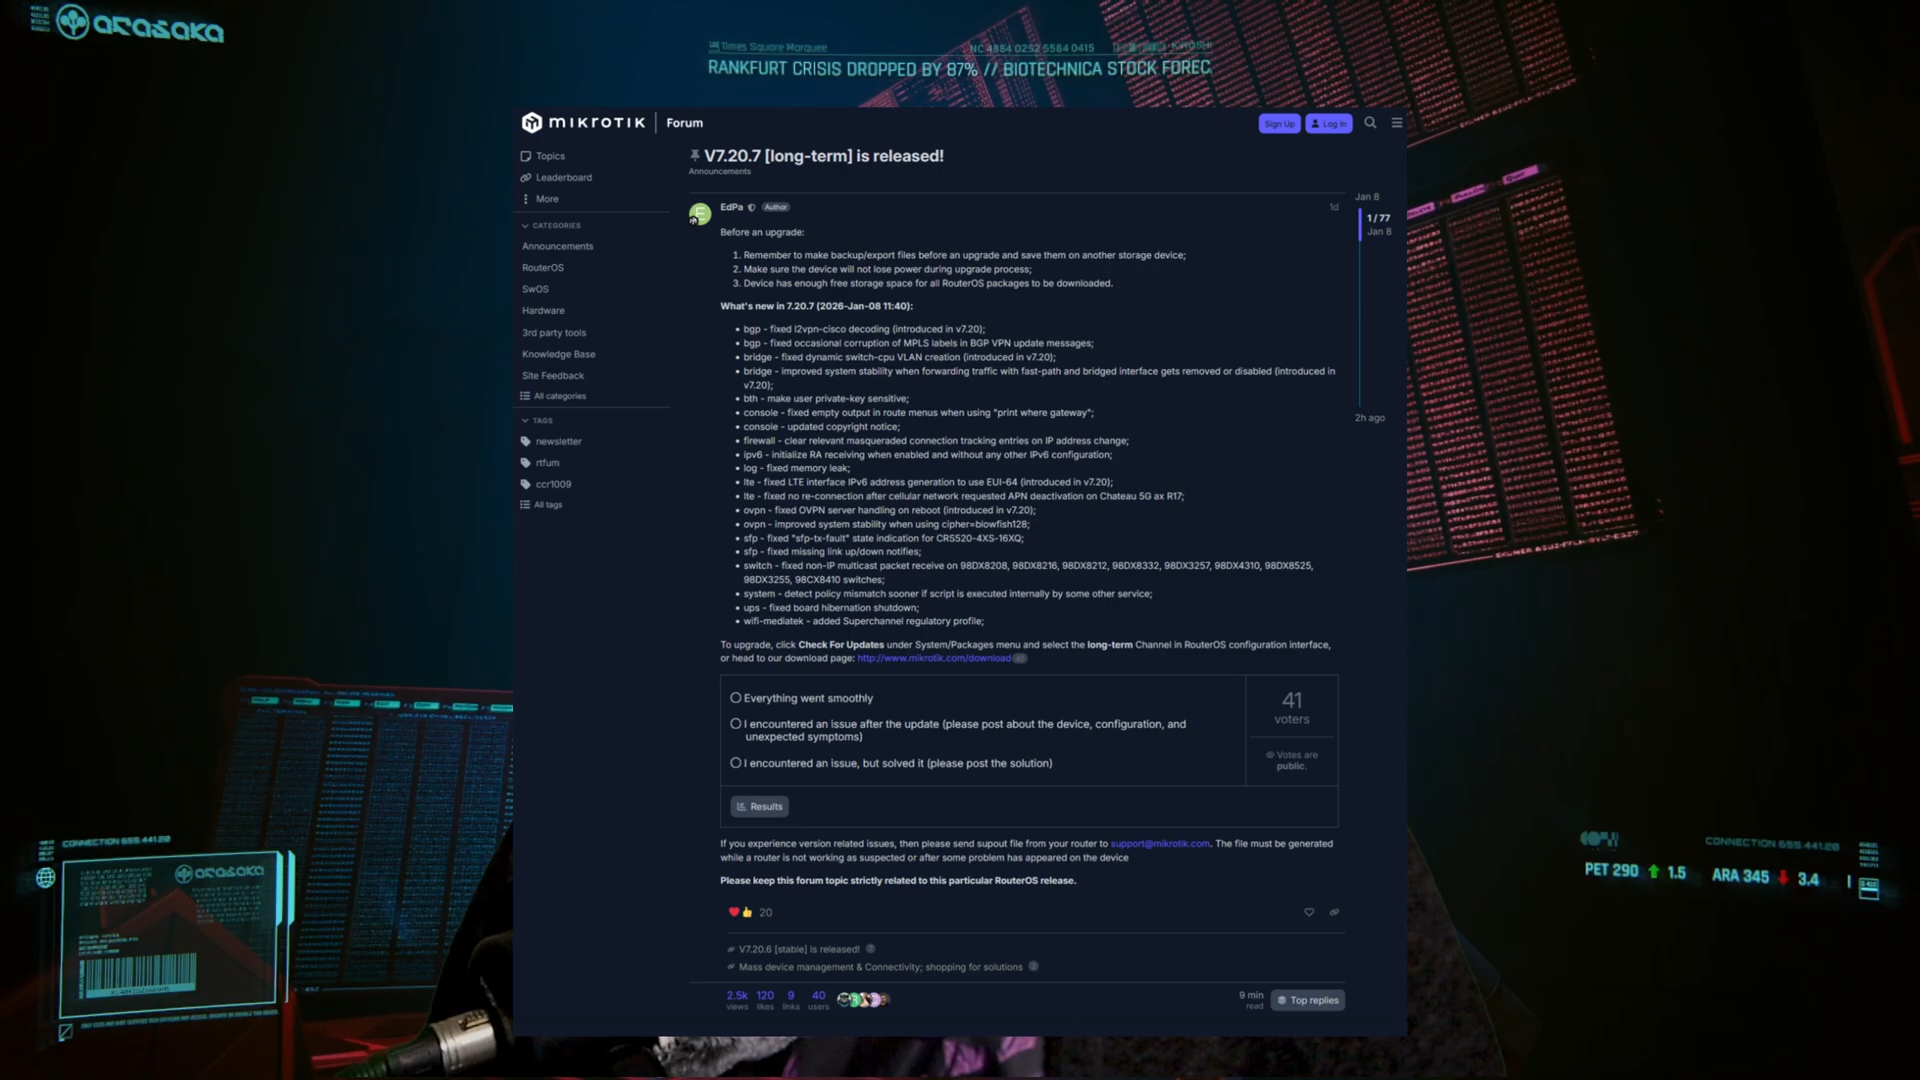 arasaka
Times Square Marquee NC 4884 0252 5584 0415 KIROSHI
RANKFURT CRISIS DROPPED BY 87% // BIOTECHNICA STOCK FOREC
mikrotik Forum
Sign Up Log In
Topics
Leaderboard
More
CATEGORIES
Announcements
RouterOS
SwOS
Hardware
3rd party tools
Knowledge Base
Site Feedback
All categories
TAGS
newsletter
rtfum
ccr1009
All tags
V7.20.7 [long-term] is released!
Announcements
EdPa Author 1d
Before an upgrade:
1. Remember to make backup/export files before an upgrade and save them on another storage device;
2. Make sure the device will not lose power during upgrade process;
3. Device has enough free storage space for all RouterOS packages to be downloaded.
What's new in 7.20.7 (2026-Jan-08 11:40):
• bgp - fixed l2vpn-cisco decoding (introduced in v7.20);
• bgp - fixed occasional corruption of MPLS labels in BGP VPN update messages;
• bridge - fixed dynamic switch-cpu VLAN creation (introduced in v7.20);
• bridge - improved system stability when forwarding traffic with fast-path and bridged interface gets removed or disabled (introduced in
v7.20);
• bth - make user private-key sensitive;
• console - fixed empty output in route menus when using "print where gateway";
• console - updated copyright notice;
• firewall - clear relevant masqueraded connection tracking entries on IP address change;
• ipv6 - initialize RA receiving when enabled and without any other IPv6 configuration;
• log - fixed memory leak;
• lte - fixed LTE interface IPv6 address generation to use EUI-64 (introduced in v7.20);
• lte - fixed no re-connection after cellular network requested APN deactivation on Chateau 5G ax R17;
• ovpn - fixed OVPN server handling on reboot (introduced in v7.20);
• ovpn - improved system stability when using cipher=blowfish128;
• sfp - fixed "sfp-tx-fault" state indication for CRS520-4XS-16XQ;
• sfp - fixed missing link up/down notifies;
• switch - fixed non-IP multicast packet receive on 98DX8208, 98DX8216, 98DX8212, 98DX8332, 98DX3257, 98DX4310, 98DX8525,
98DX3255, 98CX8410 switches;
• system - detect policy mismatch sooner if script is executed internally by some other service;
• ups - fixed board hibernation shutdown;
• wifi-mediatek - added Superchannel regulatory profile;
To upgrade, click Check For Updates under System/Packages menu and select the long-term Channel in RouterOS configuration interface,
or head to our download page: http://www.mikrotik.com/download
Everything went smoothly
I encountered an issue after the update (please post about the device, configuration, and
unexpected symptoms)
I encountered an issue, but solved it (please post the solution)
41
voters
Votes are
public.
Results
If you experience version related issues, then please send supout file from your router to support@mikrotik.com. The file must be generated
while a router is not working as suspected or after some problem has appeared on the device
Please keep this forum topic strictly related to this particular RouterOS release.
20
V7.20.6 [stable] is released!
Mass device management & Connectivity; shopping for solutions
2.5k 120 9 40
views likes links users
9 min
read
Top replies
Jan 8
1 / 77
Jan 8
2h ago
CONNECTION 655.44120
arasaka
CONNECTION 655.44120
PET 290 1.5 ARA 345 3.4